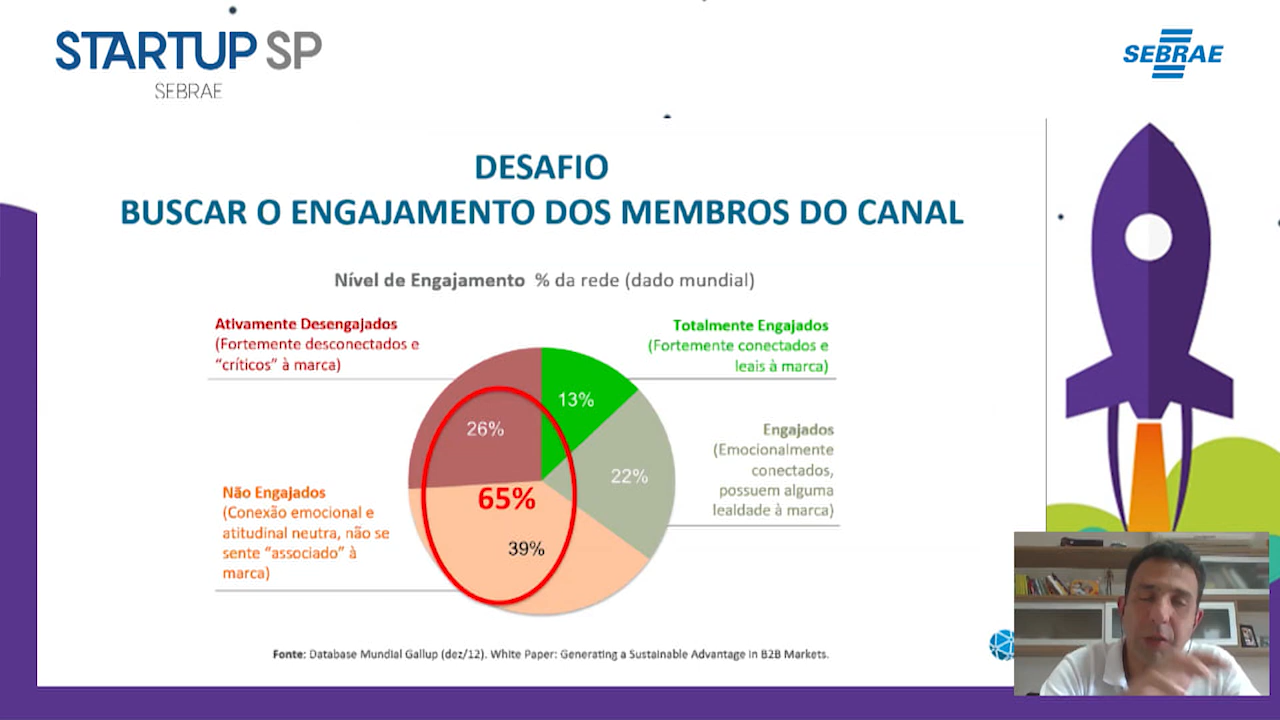 STARTUP SP
SEBRAE
SEBRAE
DESAFIO
BUSCAR O ENGAJAMENTO DOS MEMBROS DO CANAL
Nível de Engajamento % da rede (dado mundial)
Ativamente Desengajados
(Fortemente desconectados e
“críticos” à marca)
Totalmente Engajados
(Fortemente conectados e
leais à marca)
13%
26%
Engajados
(Emocionalmente
conectados,
possuem alguma
lealdade à marca)
22%
Não Engajados
(Conexão emocional e
atitudinal neutra, não se
sente “associado” à
marca)
65%
39%
Fonte: Database Mundial Gallup (dez/12). White Paper: Generating a Sustainable Advantage in B2B Markets.